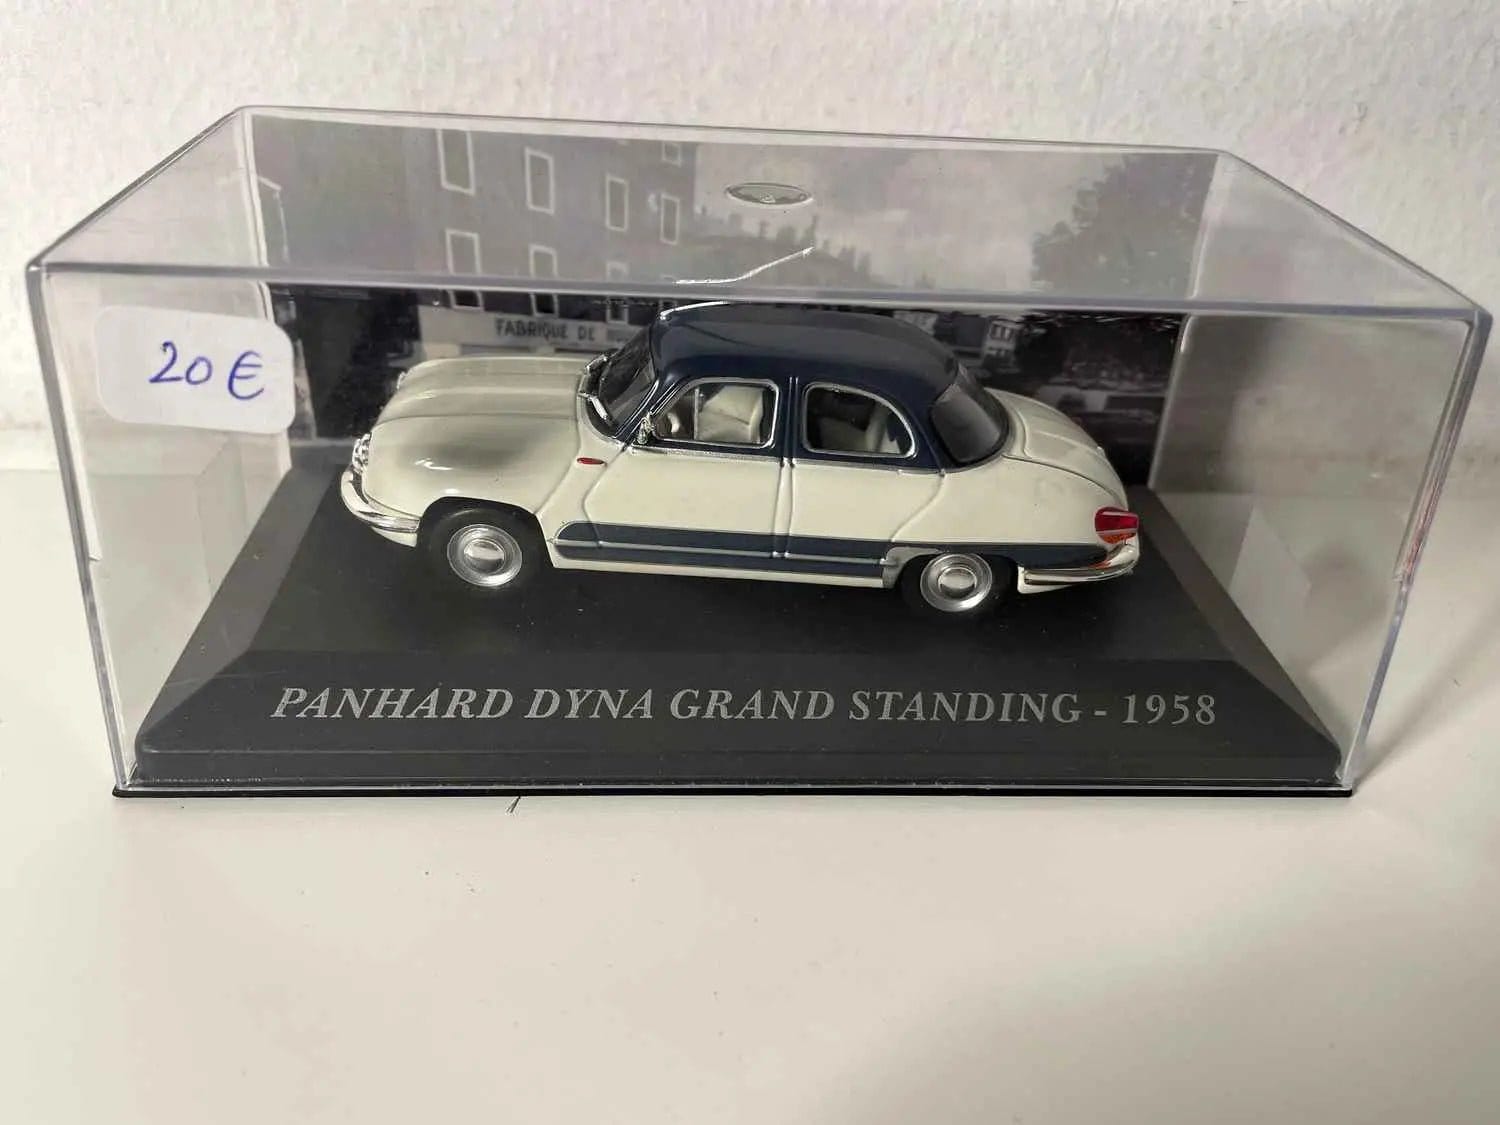 20 €
FABRIQUE DE
PANHARD DYNA GRAND STANDING - 1958